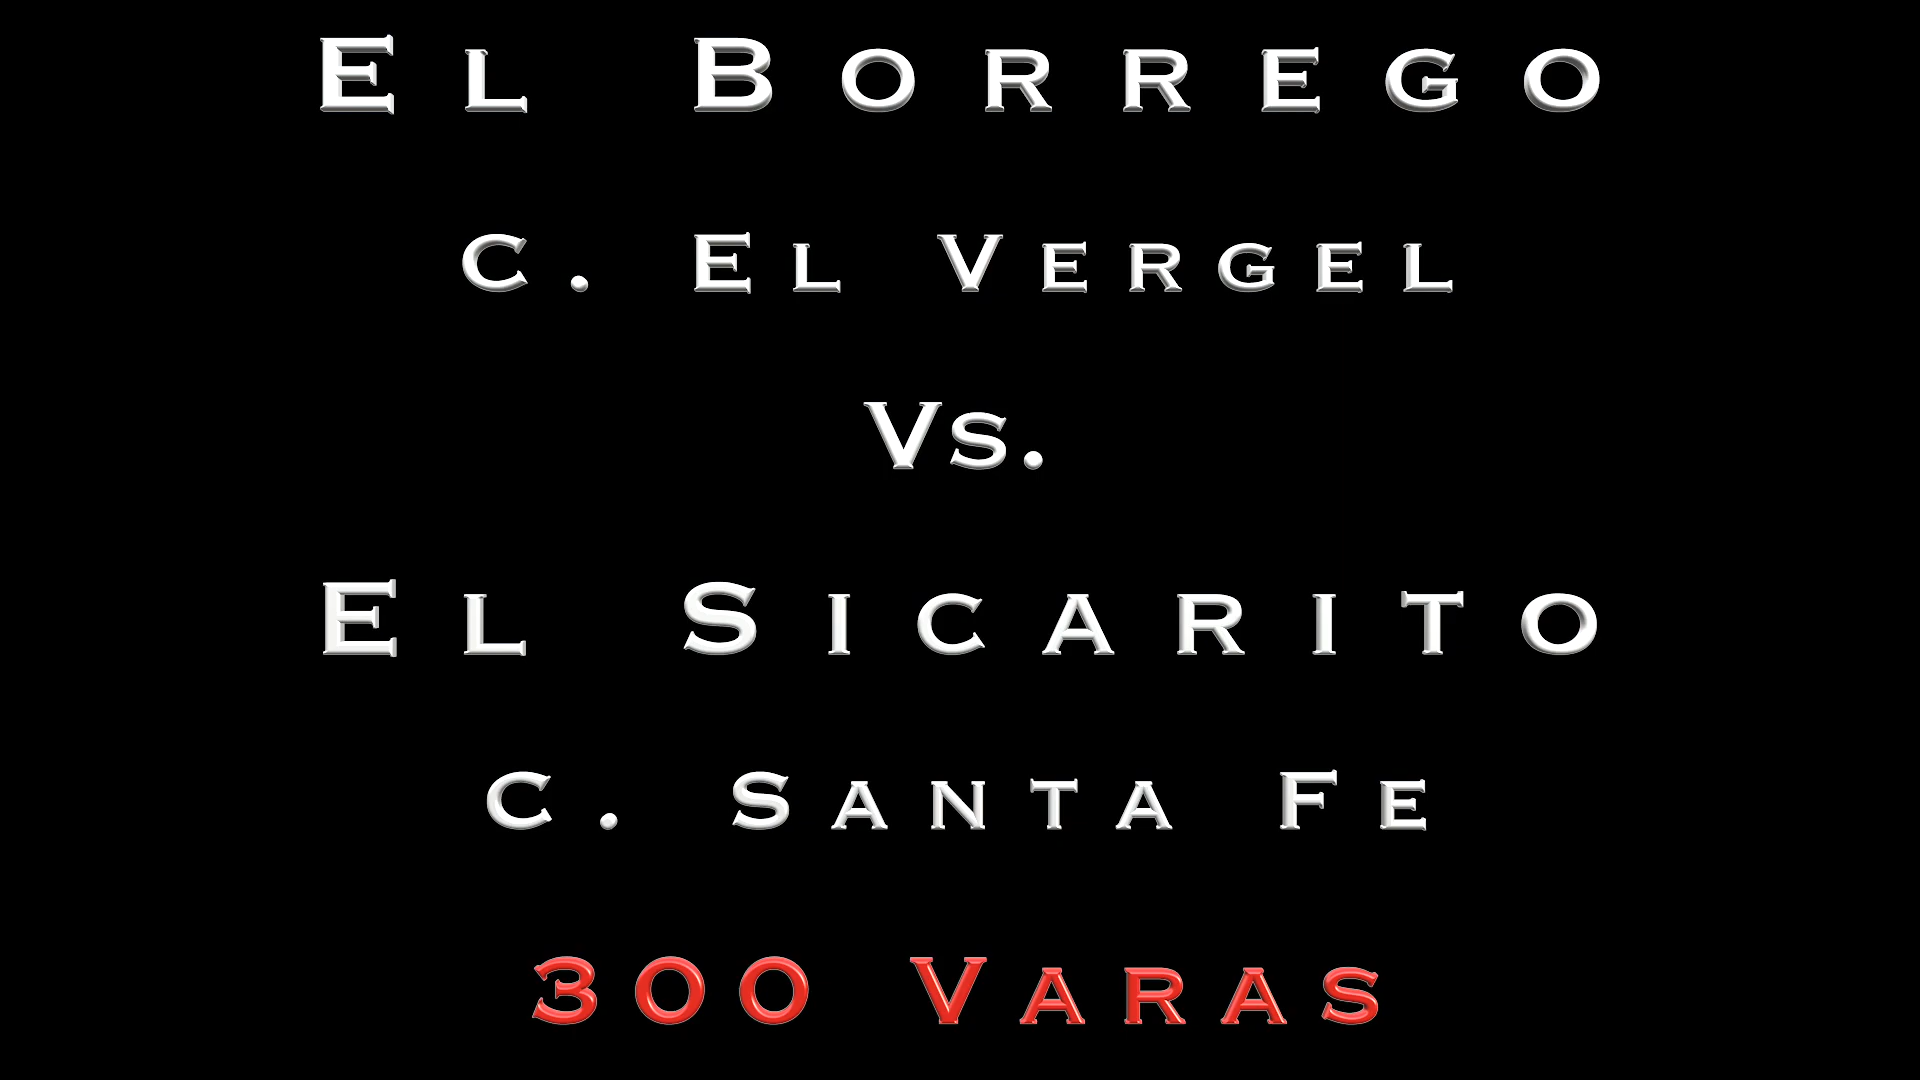 El Borrego
C. El Vergel
Vs.
El Sicarito
C. Santa Fe
300 Varas